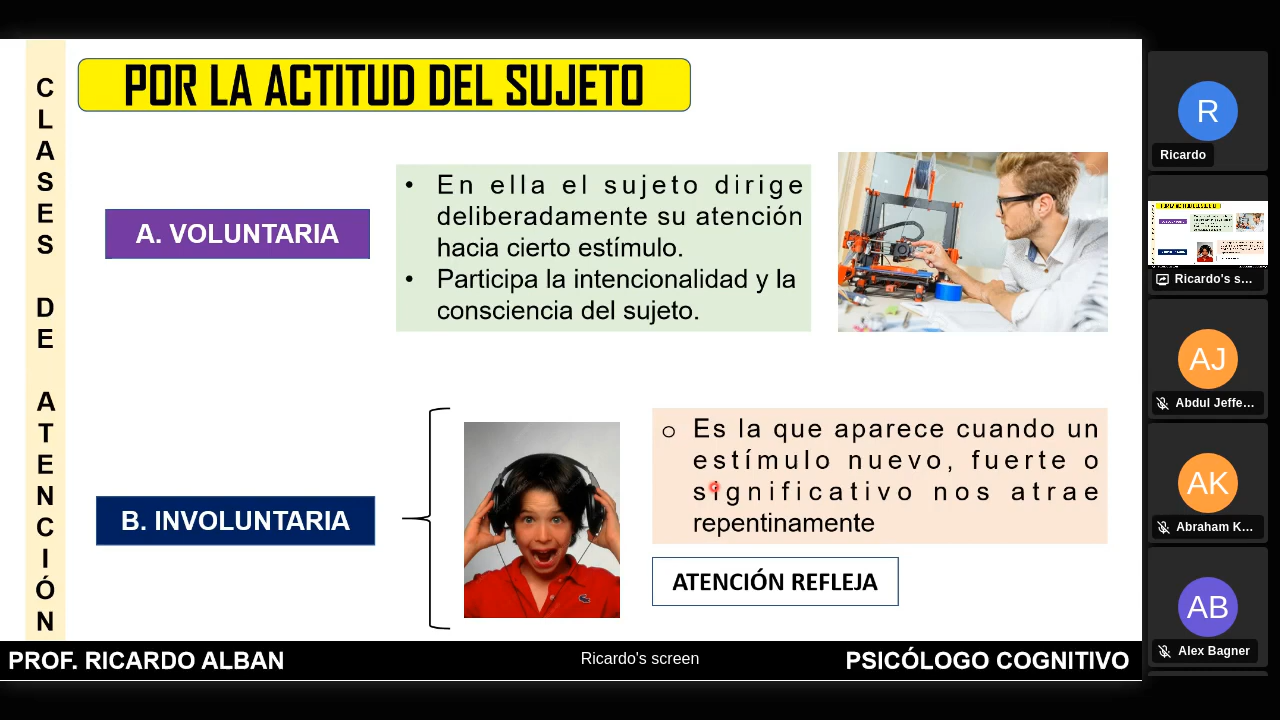 CLASES DE ATENCIÓN
POR LA ACTITUD DEL SUJETO
A. VOLUNTARIA
• En ella el sujeto dirige
deliberadamente su atención
hacia cierto estímulo.
• Participa la intencionalidad y la
consciencia del sujeto.
B. INVOLUNTARIA
o Es la que aparece cuando un
estímulo nuevo, fuerte o
significativo nos atrae
repentinamente
ATENCIÓN REFLEJA
PROF. RICARDO ALBAN
Ricardo's screen
PSICÓLOGO COGNITIVO
R
Ricardo
Ricardo's s...
AJ
Abdul Jeffe...
AK
Abraham K...
AB
Alex Bagner